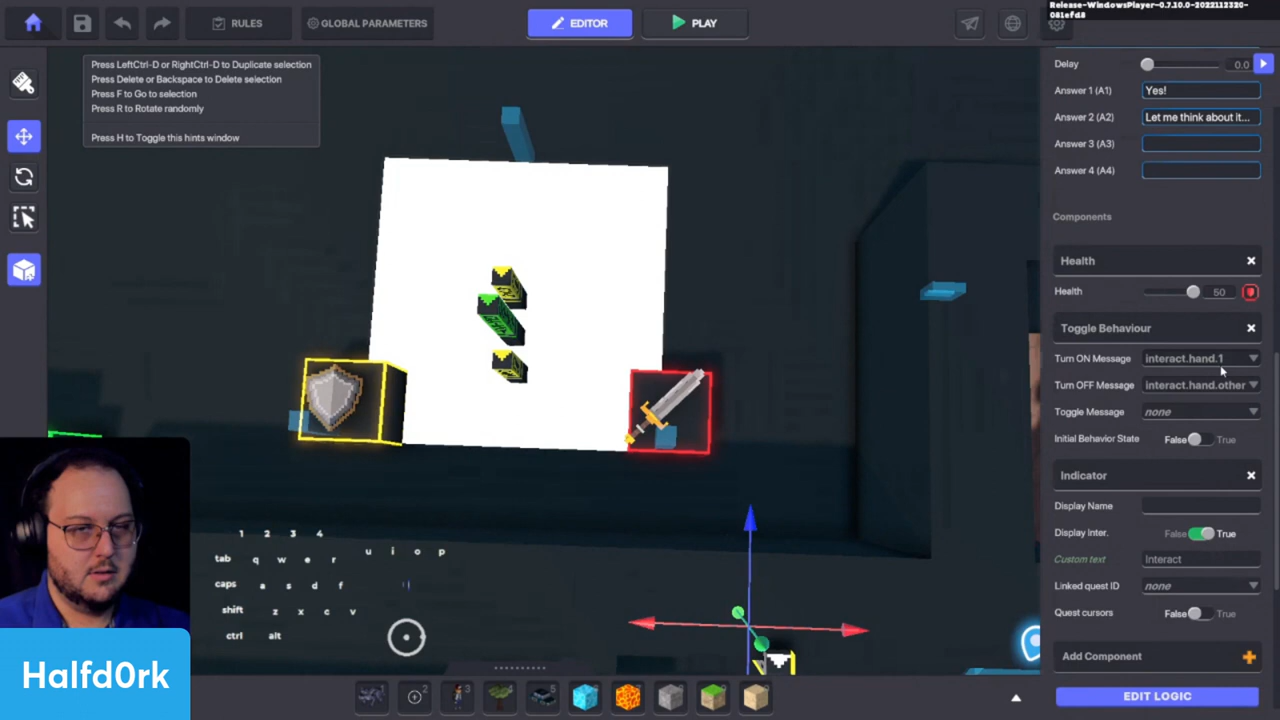 RULES
GLOBAL PARAMETERS
EDITOR
PLAY
Release-WindowsPlayer-0.7.10.0-2022112320-
081efd8
Press LeftCtrl-D or RightCtrl-D to Duplicate selection
Press Delete or Backspace to Delete selection
Press F to Go to selection
Press R to Rotate randomly
Press H to Toggle this hints window
Delay
0.0
Answer 1 (A1)
Yes!
Answer 2 (A2)
Let me think about it...
Answer 3 (A3)
Answer 4 (A4)
Components
Health
Health
50
Toggle Behaviour
Turn ON Message
interact.hand.1
Turn OFF Message
interact.hand.other
Toggle Message
none
Initial Behavior State
False
True
Indicator
Display Name
Display Inter.
False
True
Custom text
Interact
Linked quest ID
none
Quest cursors
False
True
Add Component
EDIT LOGIC
1 2 3 4
tab q w e r u i o p
caps a s d f
shift z x c v
ctrl alt
2
3
4
5
Halfd0rk